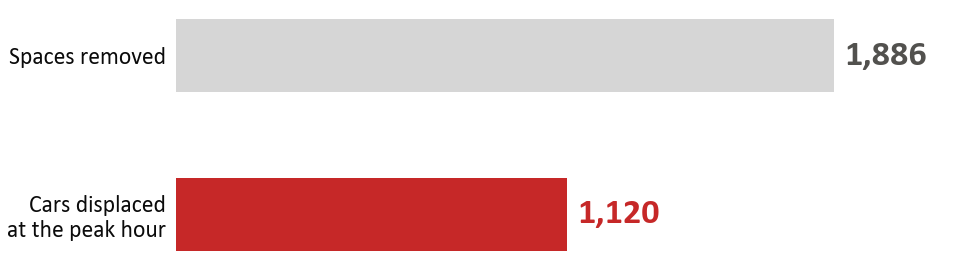 Spaces removed
1,886
Cars displaced
at the peak hour
1,120